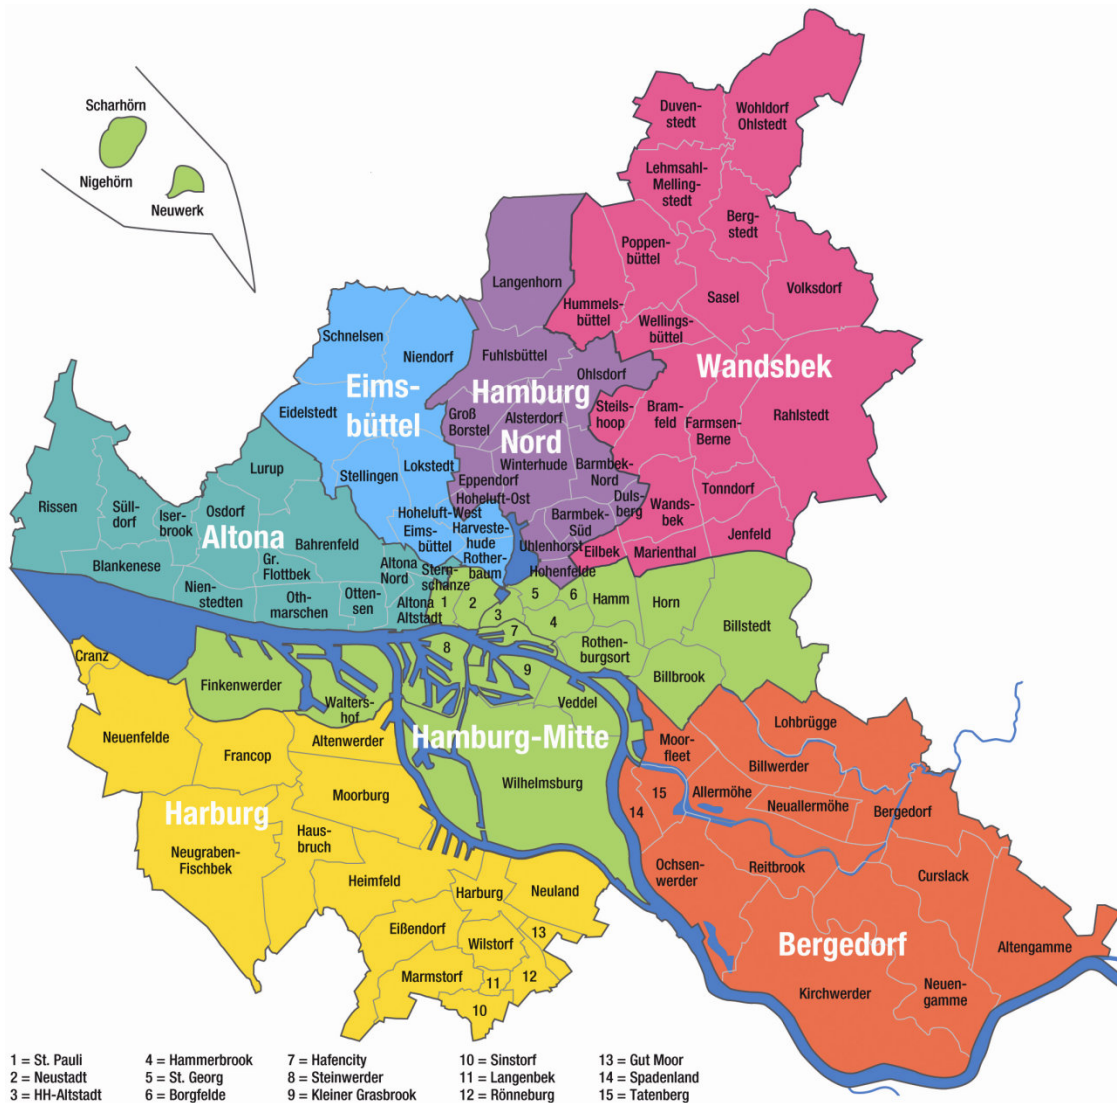 Scharhörn
Nigehörn
Neuwerk
Duven-
stedt
Wohldorf
Ohlstedt
Lehmsahl-
Melling-
stedt
Berg-
stedt
Poppen-
büttel
Langenhorn
Hummels-
büttel
Sasel
Volksdorf
Wellings-
büttel
Wandsbek
Schnelsen
Niendorf
Fuhlsbüttel
Ohlsdorf
Eims-
büttel
Hamburg
Nord
Eidelstedt
Groß
Borstel
Alsterdorf
Steils-
hoop
Bram-
feld
Farmsen-
Berne
Rahlstedt
Stellingen
Lokstedt
Winterhude
Eppendorf
Barmbek-
Nord
Tonndorf
Lurup
Hoheluft-Ost
Hoheluft-West
Duls-
berg
Wands-
bek
Jenfeld
Rissen
Süll-
dorf
Iser-
brook
Osdorf
Altona
Bahrenfeld
Eims-
büttel
Harveste-
hude
Barmbek-
Süd
Uhlenhorst
Eilbek
Marienthal
Blankenese
Gr.
Flottbek
Altona
Nord
Stern-
schanze
Rother-
baum
Hohenfelde
Nien-
stedten
Oth-
marschen
Otten-
sen
Altona
Altstadt
1
2
3
4
5
6
7
8
9
Hamm
Horn
Billstedt
Rothen-
burgsort
Billbrook
Cranz
Finkenwerder
Walters-
hof
Veddel
Hamburg-Mitte
Wilhelmsburg
Neuenfelde
Francop
Altenwerder
Moorburg
Harburg
Haus-
bruch
Neugraben-
Fischbek
Heimfeld
Harburg
Neuland
Eißendorf
Wilstorf
13
Marmstorf
11
12
10
Lohbrügge
Moor-
fleet
Billwerder
15
Allermöhe
Neuallermöhe
Bergedorf
14
Ochsen-
werder
Reitbrook
Curslack
Bergedorf
Altengamme
Kirchwerder
Neuen-
gamme
1 = St. Pauli
2 = Neustadt
3 = HH-Altstadt
4 = Hammerbrook
5 = St. Georg
6 = Borgfelde
7 = Hafencity
8 = Steinwerder
9 = Kleiner Grasbrook
10 = Sinstorf
11 = Langenbek
12 = Rönneburg
13 = Gut Moor
14 = Spadenland
15 = Tatenberg